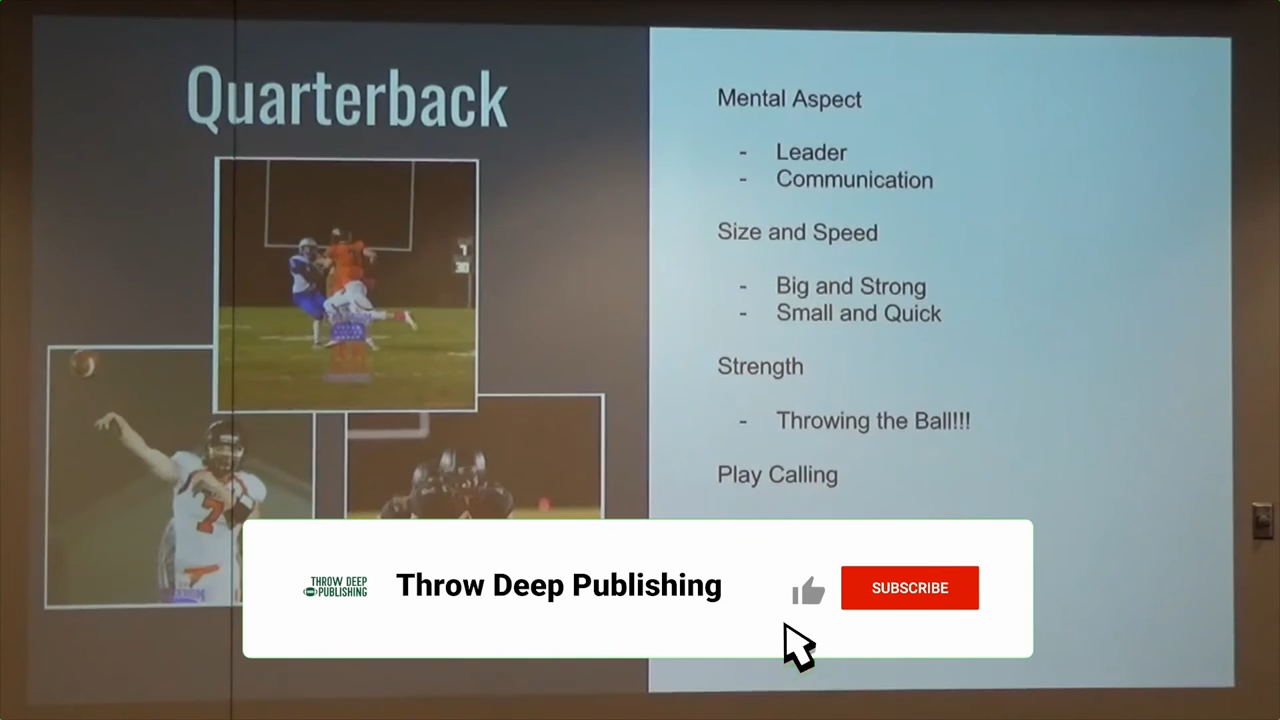 Quarterback
Mental Aspect
- Leader
- Communication
Size and Speed
- Big and Strong
- Small and Quick
Strength
- Throwing the Ball!!!
Play Calling
7
THROW DEEP
PUBLISHING
Throw Deep Publishing
SUBSCRIBE